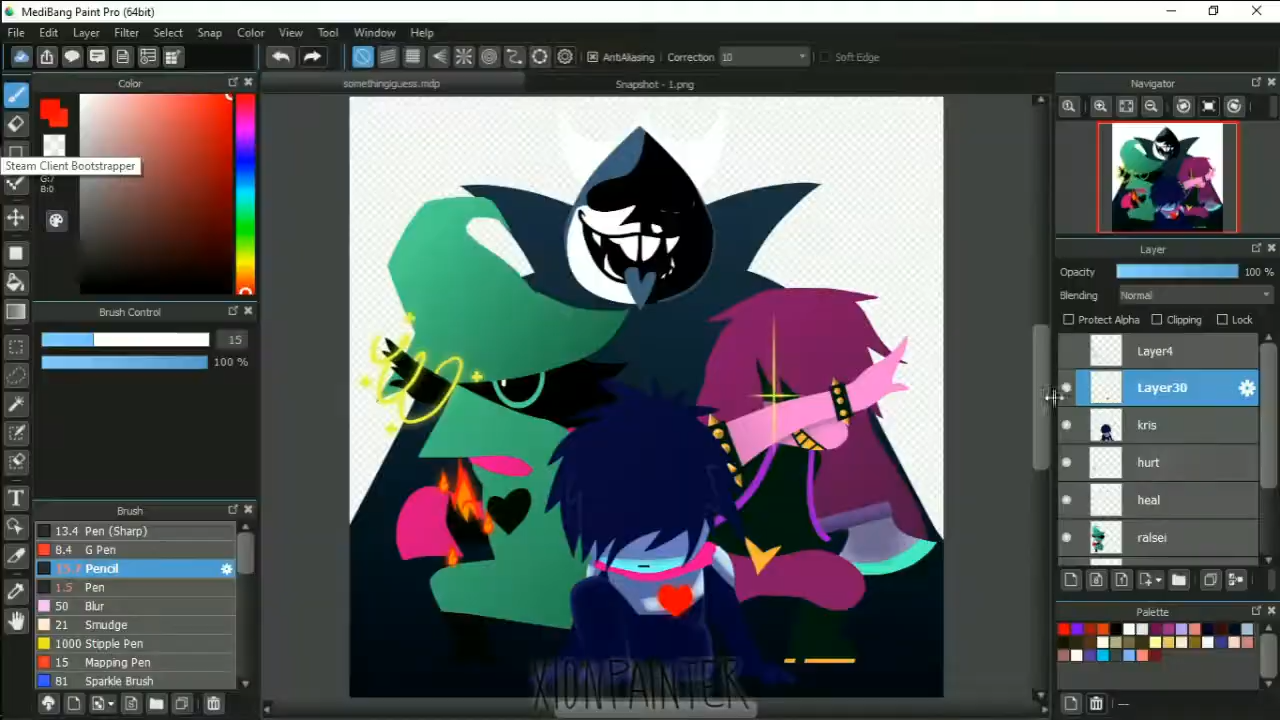 MediBang Paint Pro (64bit)
File Edit Layer Filter Select Snap Color View Tool Window Help
AntiAliasing Correction 10 Soft Edge
Color
somethingiguess.mdp Snapshot - 1.png
Navigator
Steam Client Bootstrapper
B:0
Layer
Opacity 100 %
Blending Normal
Protect Alpha Clipping Lock
Brush Control
15
100 %
Layer4
Layer30
kris
hurt
heal
ralsei
Brush
13.4 Pen (Sharp)
8.4 G Pen
Pencil
1.5 Pen
50 Blur
21 Smudge
1000 Stipple Pen
15 Mapping Pen
81 Sparkle Brush
Palette
XIONPAINTER